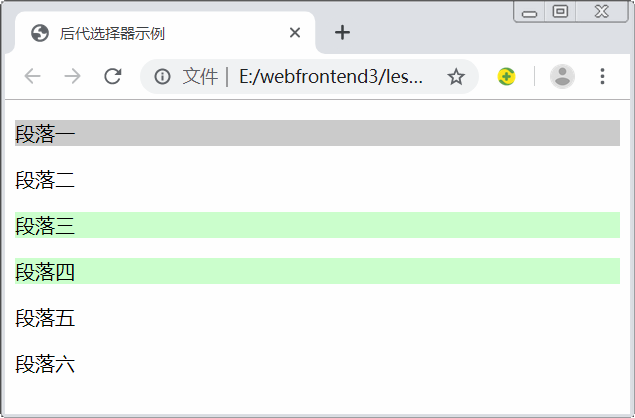 后代选择器示例
文件 | E:/webfrontend3/les...
段落一
段落二
段落三
段落四
段落五
段落六